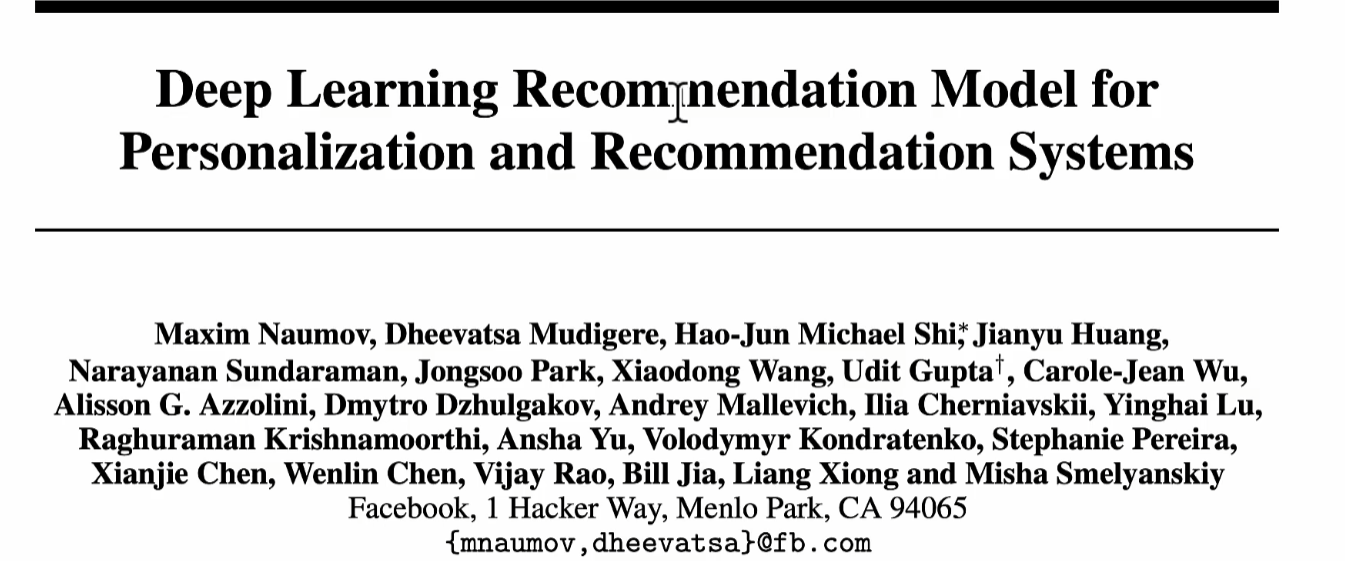 Deep Learning Recommendation Model for
Personalization and Recommendation Systems
Maxim Naumov, Dheevatsa Mudigere, Hao-Jun Michael Shi,* Jianyu Huang,
Narayanan Sundaraman, Jongsoo Park, Xiaodong Wang, Udit Gupta†, Carole-Jean Wu,
Alisson G. Azzolini, Dmytro Dzhulgakov, Andrey Mallevich, Ilia Cherniavskii, Yinghai Lu,
Raghuraman Krishnamoorthi, Ansha Yu, Volodymyr Kondratenko, Stephanie Pereira,
Xianjie Chen, Wenlin Chen, Vijay Rao, Bill Jia, Liang Xiong and Misha Smelyanskiy
Facebook, 1 Hacker Way, Menlo Park, CA 94065
{mnaumov,dheevatsa}@fb.com